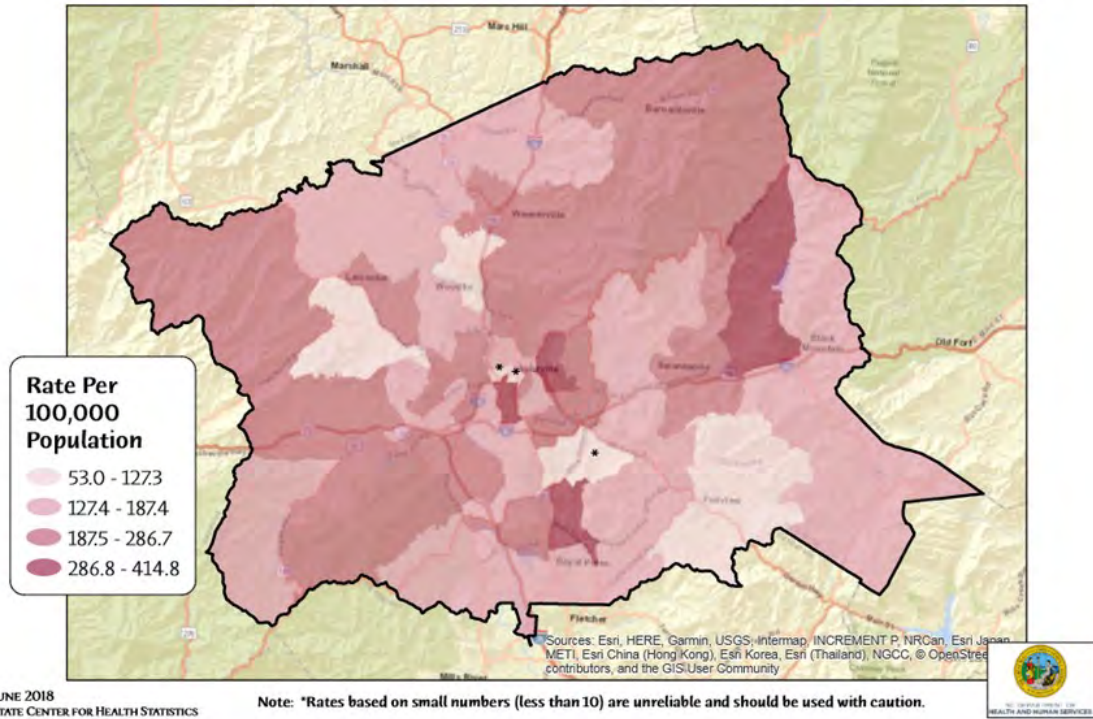 Mars Hill
Marshall
Barnardsville
Weaverville
Leicester
Woodfin
Old Fort
Black
Mountain
Asheville
Swannanoa
Fairview
Royal Pines
Fletcher
Mills River
Rate Per
100,000
Population
53.0 - 127.3
127.4 - 187.4
187.5 - 286.7
286.8 - 414.8
*
*
*
Sources: Esri, HERE, Garmin, USGS, Intermap, INCREMENT P, NRCan, Esri Japan,
METI, Esri China (Hong Kong), Esri Korea, Esri (Thailand), NGCC, © OpenStree
contributors, and the GIS User Community
UNE 2018
TATE CENTER FOR HEALTH STATISTICS
Note: *Rates based on small numbers (less than 10) are unreliable and should be used with caution.
HEALTH AND HUMAN SERVICES